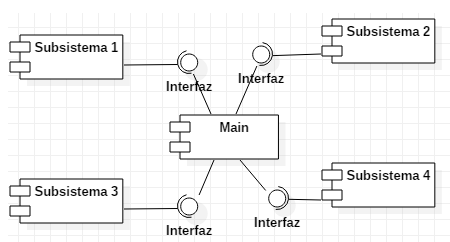 Subsistema 1
Subsistema 2
Interfaz
Interfaz
Main
Subsistema 3
Subsistema 4
Interfaz
Interfaz